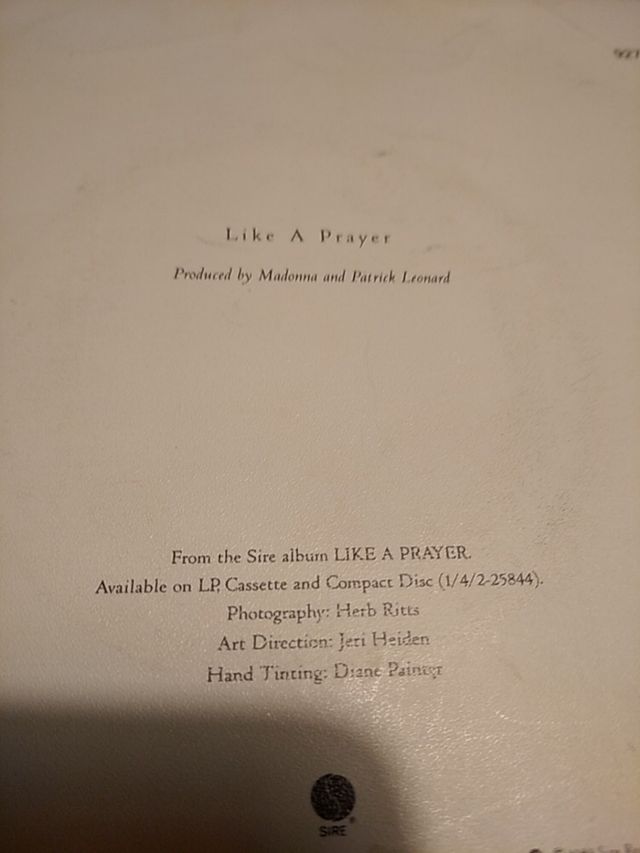 927
Like A Prayer
Produced by Madonna and Patrick Leonard
From the Sire album LIKE A PRAYER.
Available on LP, Cassette and Compact Disc (1/4/2-25844).
Photography: Herb Ritts
Art Direction: Jeri Heiden
Hand Tinting: Diane Painter
SIRE®